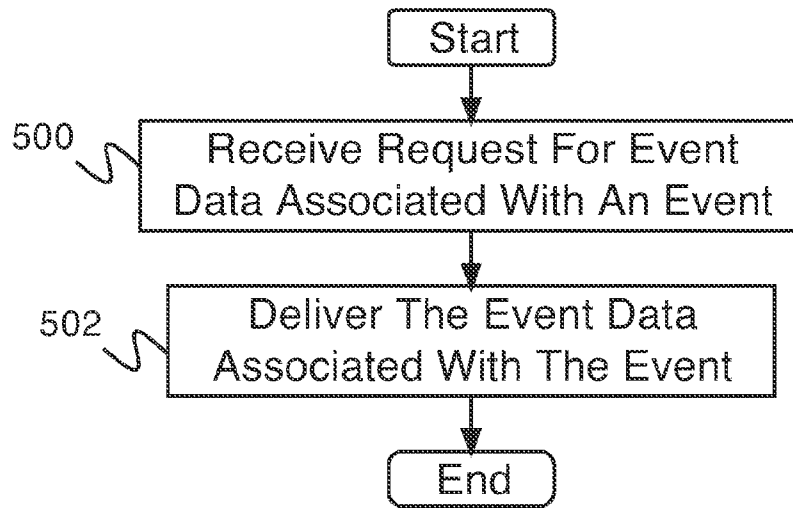 Start
500
Receive Request For Event
Data Associated With An Event
502
Deliver The Event Data
Associated With The Event
End